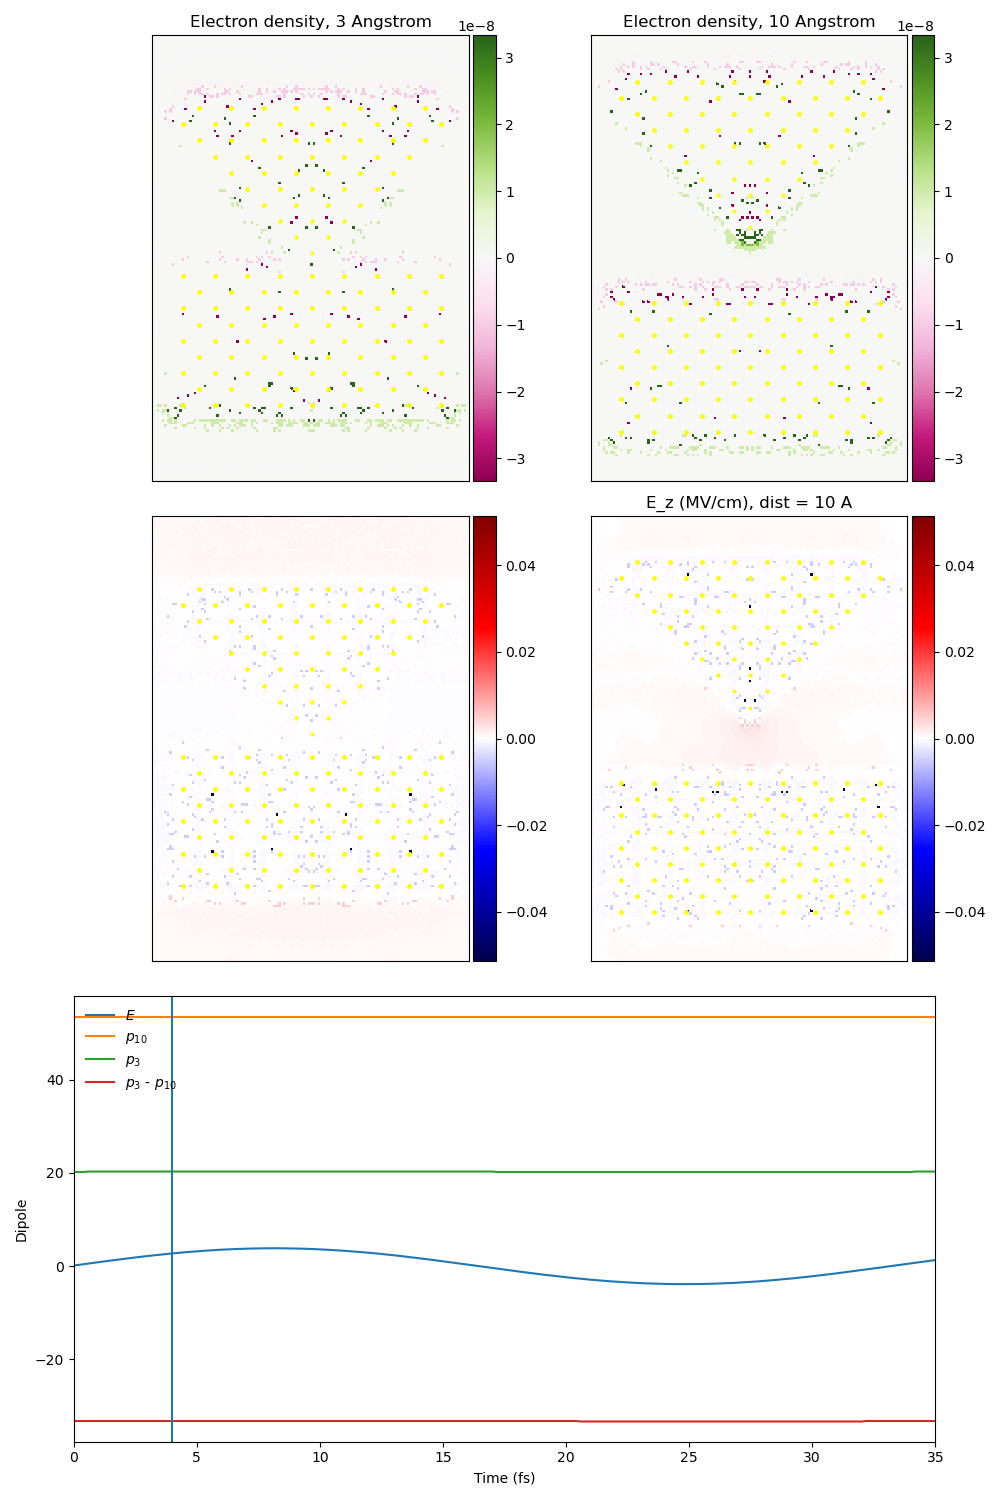 Electron density, 3 Angstrom
1e−8
3
2
1
0
−1
−2
−3
Electron density, 10 Angstrom
1e−8
3
2
1
0
−1
−2
−3
0.04
0.02
0.00
−0.02
−0.04
E_z (MV/cm), dist = 10 A
0.04
0.02
0.00
−0.02
−0.04
E
p10
p3
p3 - p10
40
20
0
−20
Dipole
0 5 10 15 20 25 30 35
Time (fs)